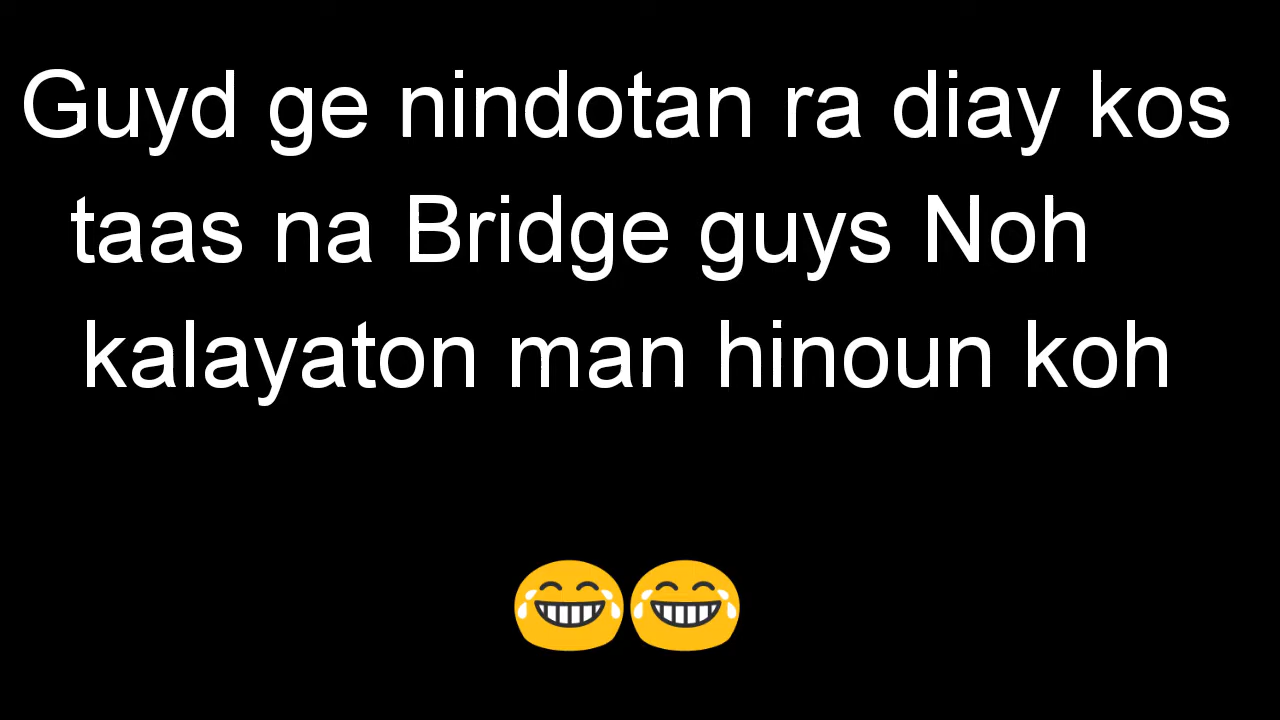 Guyd ge nindotan ra diay kos
taas na Bridge guys Noh
kalayaton man hinoun koh
😂😂